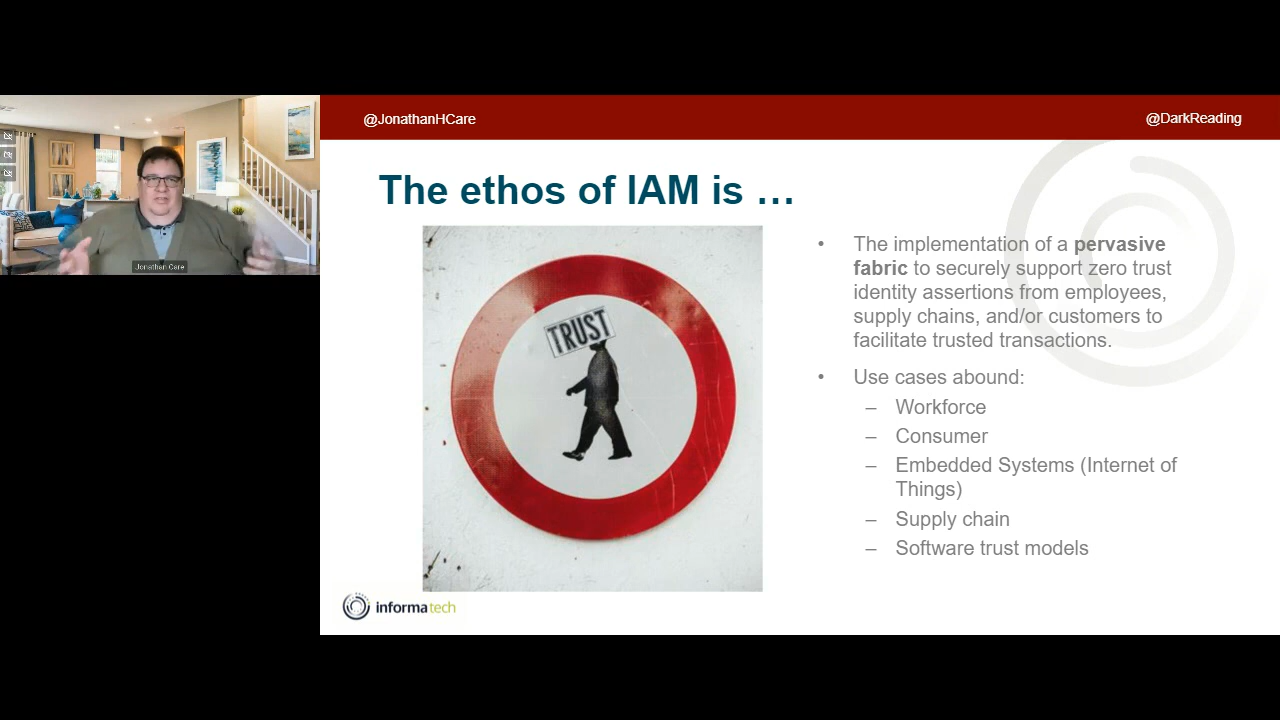 @JonathanHCare
@DarkReading
The ethos of IAM is …
TRUST
• The implementation of a pervasive
fabric to securely support zero trust
identity assertions from employees,
supply chains, and/or customers to
facilitate trusted transactions.
• Use cases abound:
– Workforce
– Consumer
– Embedded Systems (Internet of
Things)
– Supply chain
– Software trust models
Jonathan Care
informa tech